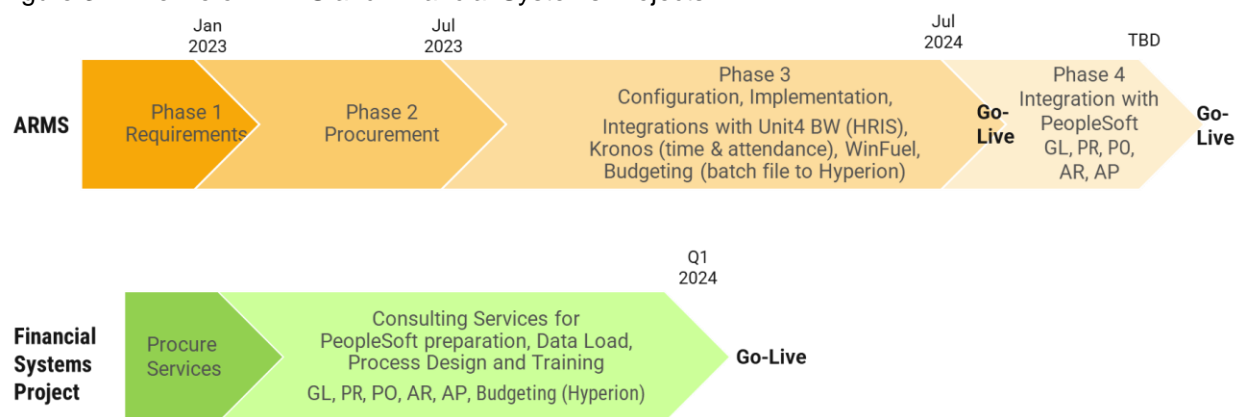 Jan
2023
Jul
2023
Jul
2024
TBD
ARMS
Phase 1
Requirements
Phase 2
Procurement
Phase 3
Configuration, Implementation,
Integrations with Unit4 BW (HRIS),
Kronos (time & attendance), WinFuel,
Budgeting (batch file to Hyperion)
Go-
Live
Phase 4
Integration with
PeopleSoft
GL, PR, PO,
AR, AP
Go-
Live
Q1
2024
Financial
Systems
Project
Procure
Services
Consulting Services for
PeopleSoft preparation, Data Load,
Process Design and Training
GL, PR, PO, AR, AP, Budgeting (Hyperion)
Go-Live